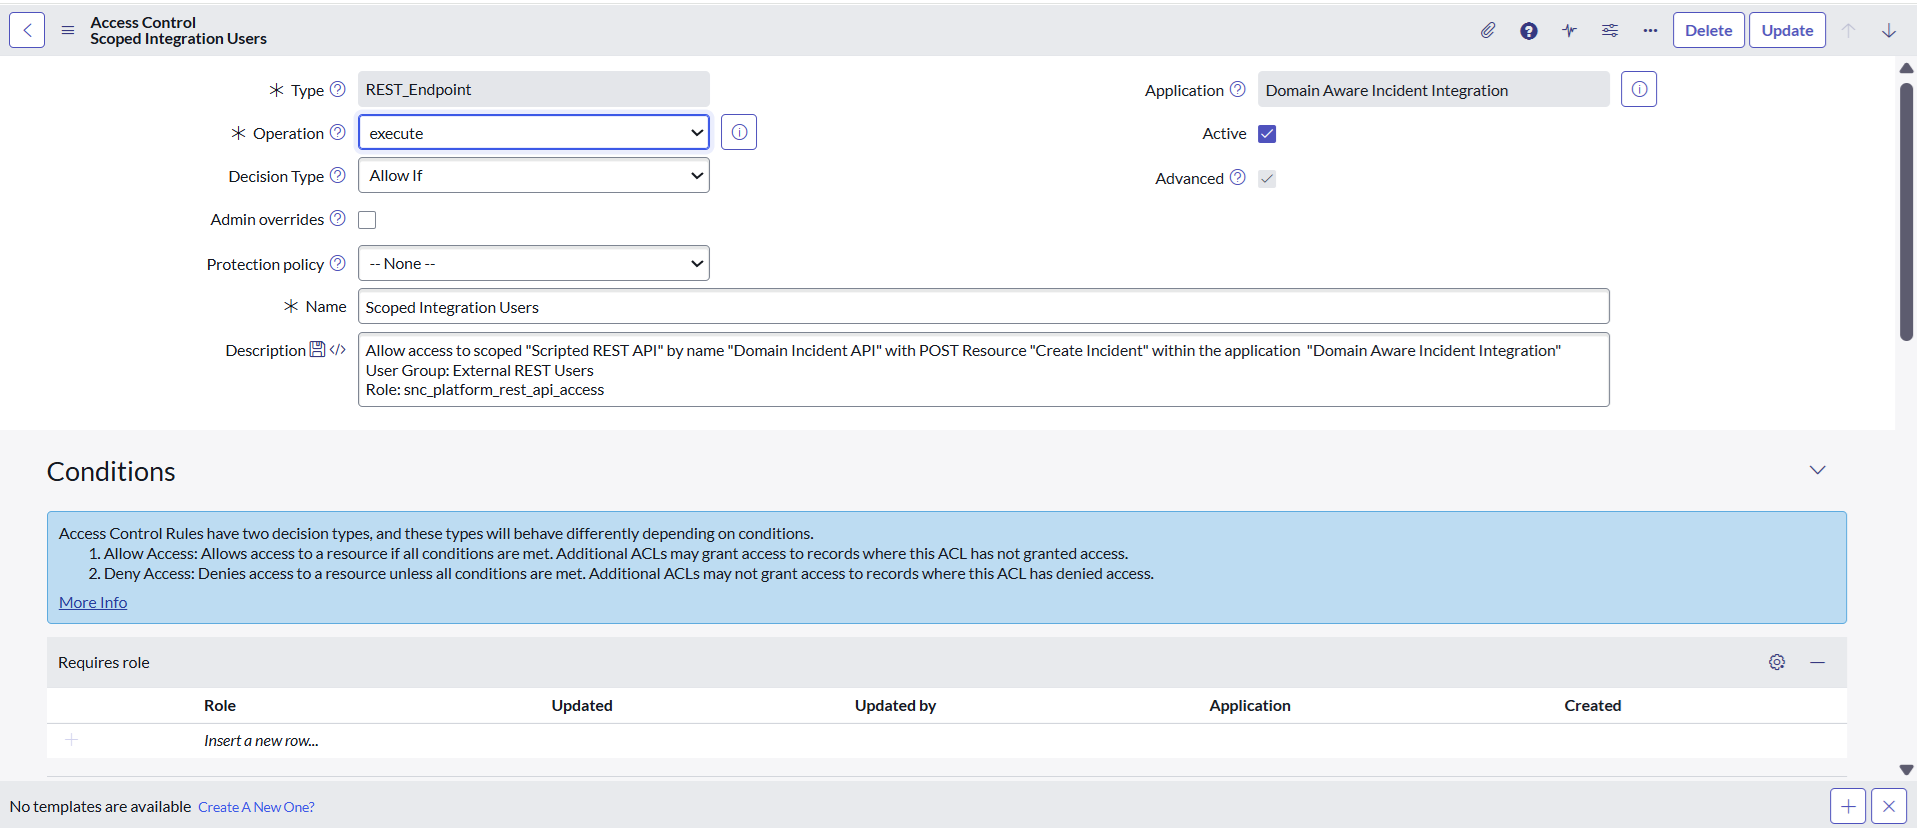 Access Control
Scoped Integration Users
Delete
Update
Type
REST_Endpoint
Application
Domain Aware Incident Integration
Operation
execute
Active
Decision Type
Allow If
Advanced
Admin overrides
Protection policy
-- None --
Name
Scoped Integration Users
Description
Allow access to scoped "Scripted REST API" by name "Domain Incident API" with POST Resource "Create Incident" within the application "Domain Aware Incident Integration"
User Group: External REST Users
Role: snc_platform_rest_api_access
Conditions
Access Control Rules have two decision types, and these types will behave differently depending on conditions.
1. Allow Access: Allows access to a resource if all conditions are met. Additional ACLs may grant access to records where this ACL has not granted access.
2. Deny Access: Denies access to a resource unless all conditions are met. Additional ACLs may not grant access to records where this ACL has denied access.
More Info
Requires role
Role Updated Updated by Application Created
Insert a new row...
No templates are available Create A New One?